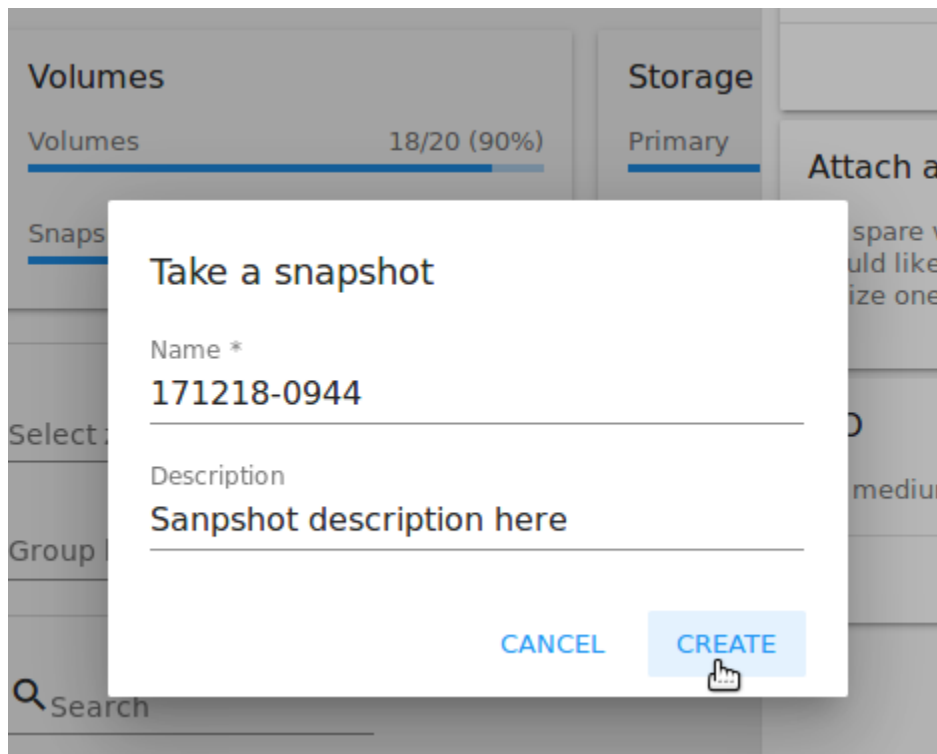 Volumes
Volumes 18/20 (90%)
Snaps
Storage
Primary
Attach a
spare
uld like
ize one
Take a snapshot
Name *
171218-0944
Description
Sanpshot description here
CANCEL CREATE
Select
Group
Search